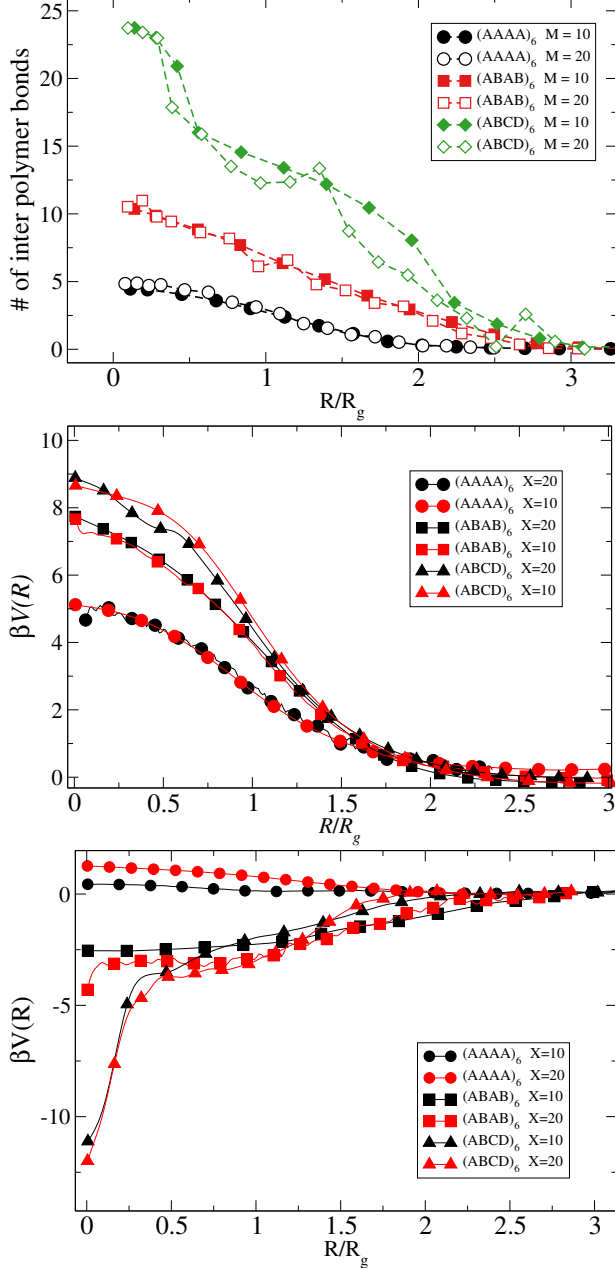 25
20
15
10
5
0
# of inter polymer bonds
(AAAA)6 M = 10
(AAAA)6 M = 20
(ABAB)6 M = 10
(ABAB)6 M = 20
(ABCD)6 M = 10
(ABCD)6 M = 20
0 1 2 3
R/Rg
10
8
6
4
2
0
βV(R)
(AAAA)6 X=20
(AAAA)6 X=10
(ABAB)6 X=20
(ABAB)6 X=10
(ABCD)6 X=20
(ABCD)6 X=10
0 0.5 1 1.5 2 2.5 3
R/Rg
0
-5
-10
βV(R)
(AAAA)6 X=10
(AAAA)6 X=20
(ABAB)6 X=10
(ABAB)6 X=20
(ABCD)6 X=10
(ABCD)6 X=20
0 0.5 1 1.5 2 2.5 3
R/Rg